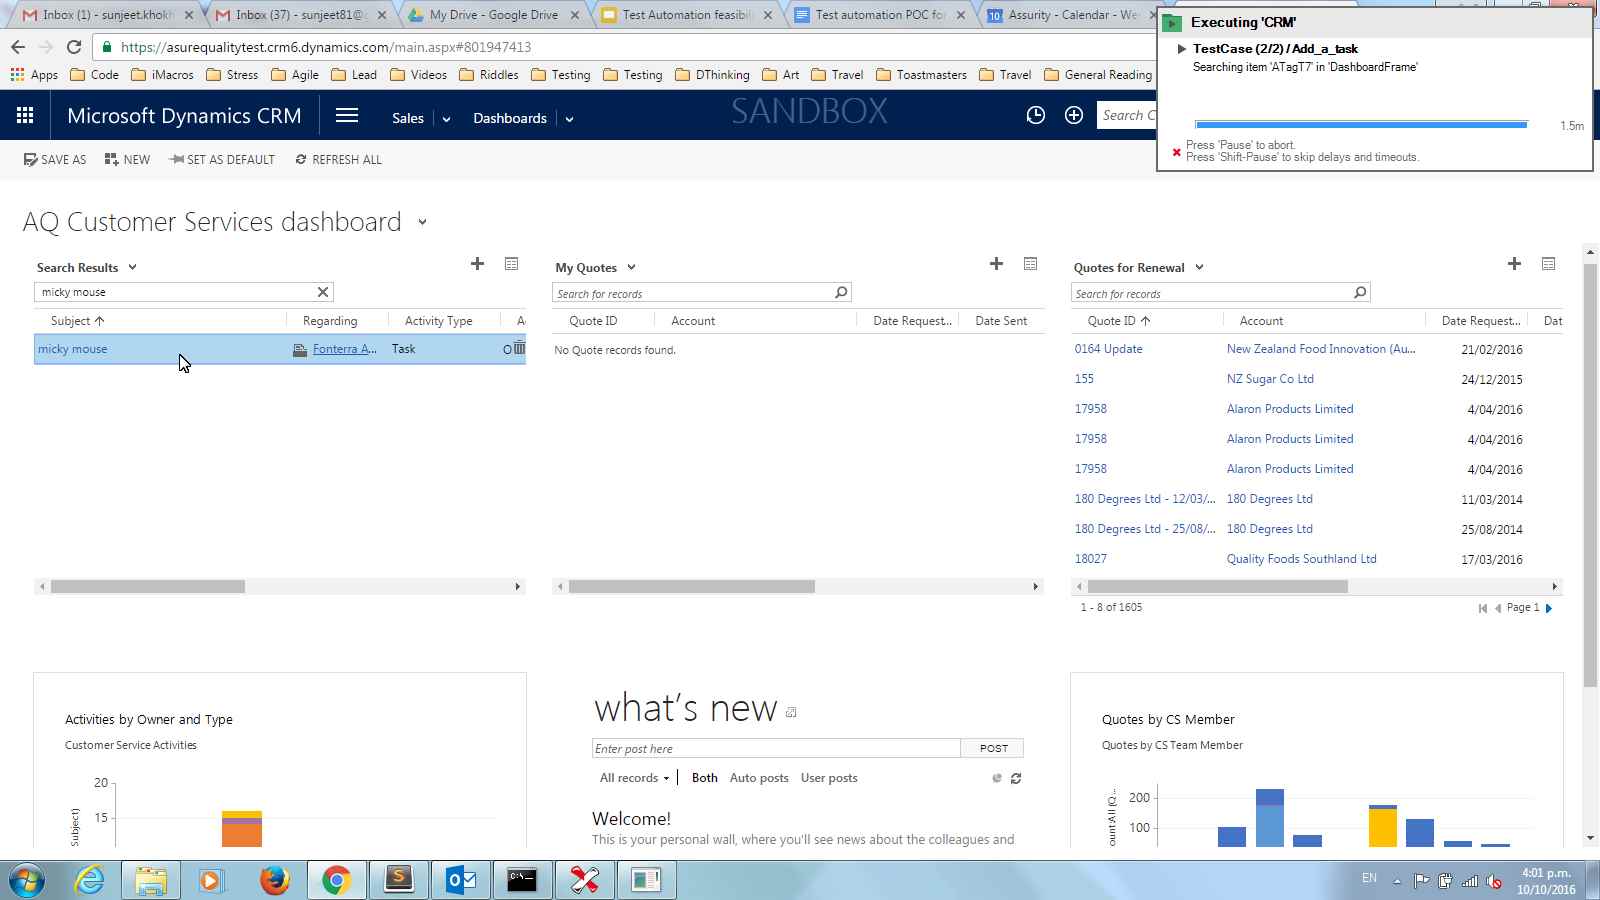 Inbox (1) - sunjeet.khokh
Inbox (37) - sunjeet81@
My Drive - Google Drive
Test Automation feasibil
Test automation POC fo
Assurity - Calendar - We
https://asurequalitytest.crm6.dynamics.com/main.aspx#801947413
Apps
Code
iMacros
Stress
Agile
Lead
Videos
Riddles
Testing
Testing
DThinking
Art
Travel
Toastmasters
Travel
General Reading
Executing 'CRM'
TestCase (2/2) / Add_a_task
Searching item 'ATagT7' in 'DashboardFrame'
1.5m
Press 'Pause' to abort.
Press 'Shift-Pause' to skip delays and timeouts.
Microsoft Dynamics CRM
Sales
Dashboards
SANDBOX
Search C
SAVE AS
NEW
SET AS DEFAULT
REFRESH ALL
AQ Customer Services dashboard
Search Results
micky mouse
Subject
Regarding
Activity Type
A
micky mouse
Fonterra A...
Task
O
My Quotes
Search for records
Quote ID
Account
Date Request...
Date Sent
No Quote records found.
Quotes for Renewal
Search for records
Quote ID
Account
Date Request...
Dat
0164 Update
New Zealand Food Innovation (Au...
21/02/2016
155
NZ Sugar Co Ltd
24/12/2015
17958
Alaron Products Limited
4/04/2016
17958
Alaron Products Limited
4/04/2016
17958
Alaron Products Limited
4/04/2016
180 Degrees Ltd - 12/03/...
180 Degrees Ltd
11/03/2014
180 Degrees Ltd - 25/08/...
180 Degrees Ltd
25/08/2014
18027
Quality Foods Southland Ltd
17/03/2016
1 - 8 of 1605
Page 1
Activities by Owner and Type
Customer Service Activities
20
15
Subject)
what's new
Enter post here
POST
All records
Both
Auto posts
User posts
Welcome!
This is your personal wall, where you'll see news about the colleagues and
Quotes by CS Member
Quotes by CS Team Member
200
100
ount:All (Q...
EN
4:01 p.m.
10/10/2016